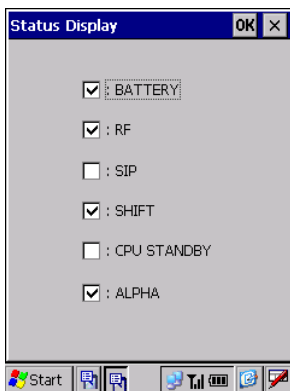 Status Display OK ×
: BATTERY
: RF
: SIP
: SHIFT
: CPU STANDBY
: ALPHA
Start